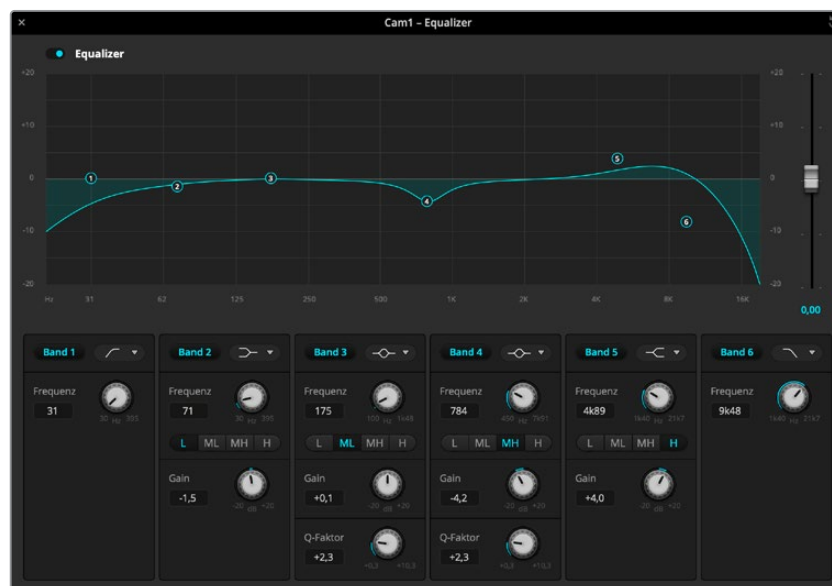 Cam1 – Equalizer
Equalizer
+20 +20
+10 +10
0 0
-10 -10
-20 -20
1 2 3 4 5 6
Hz 31 62 125 250 500 1K 2K 4K 8K 16K
0,00
Band 1 Band 2 Band 3 Band 4 Band 5 Band 6
Frequenz Frequenz Frequenz Frequenz Frequenz Frequenz
31 71 175 784 4k89 9k48
30 Hz 395 30 Hz 395 100 Hz 1k48 450 Hz 7k91 1k40 Hz 21k7 1k40 Hz 21k7
L ML MH H L ML MH H L ML MH H L ML MH H
Gain Gain Gain Gain
-1,5 +0,1 -4,2 +4,0
-20 dB +20 -20 dB +20 -20 dB +20 -20 dB +20
Q-Faktor Q-Faktor
+2,3 +2,3
+0,3 +10,3 +0,3 +10,3